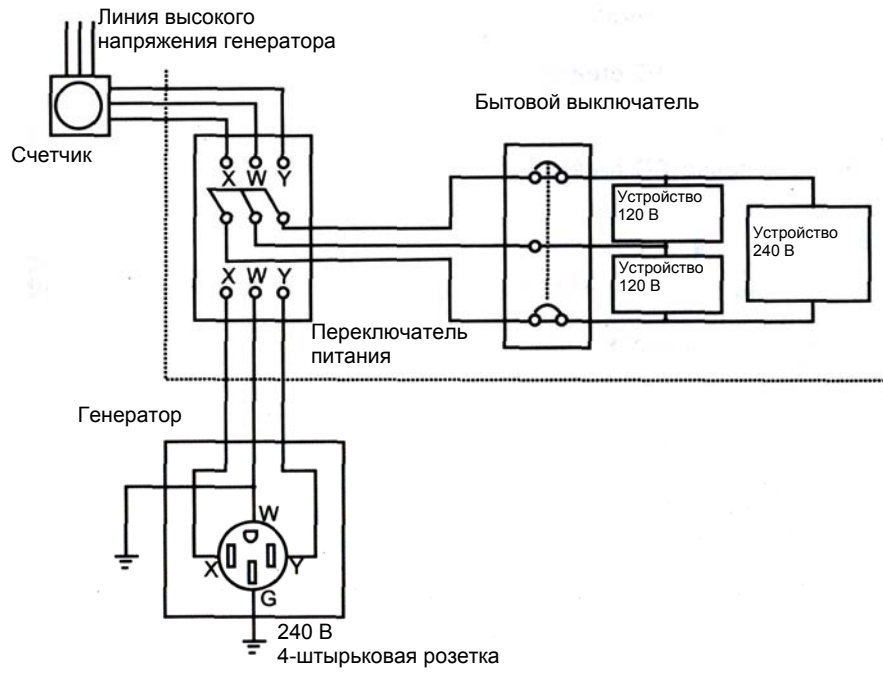 Линия высокого
напряжения генератора
Счетчик
Бытовой выключатель
X W Y
Устройство
120 В
Устройство
240 В
Устройство
120 В
X W Y
Переключатель
питания
Генератор
W
X
Y
G
240 В
4-штырьковая розетка